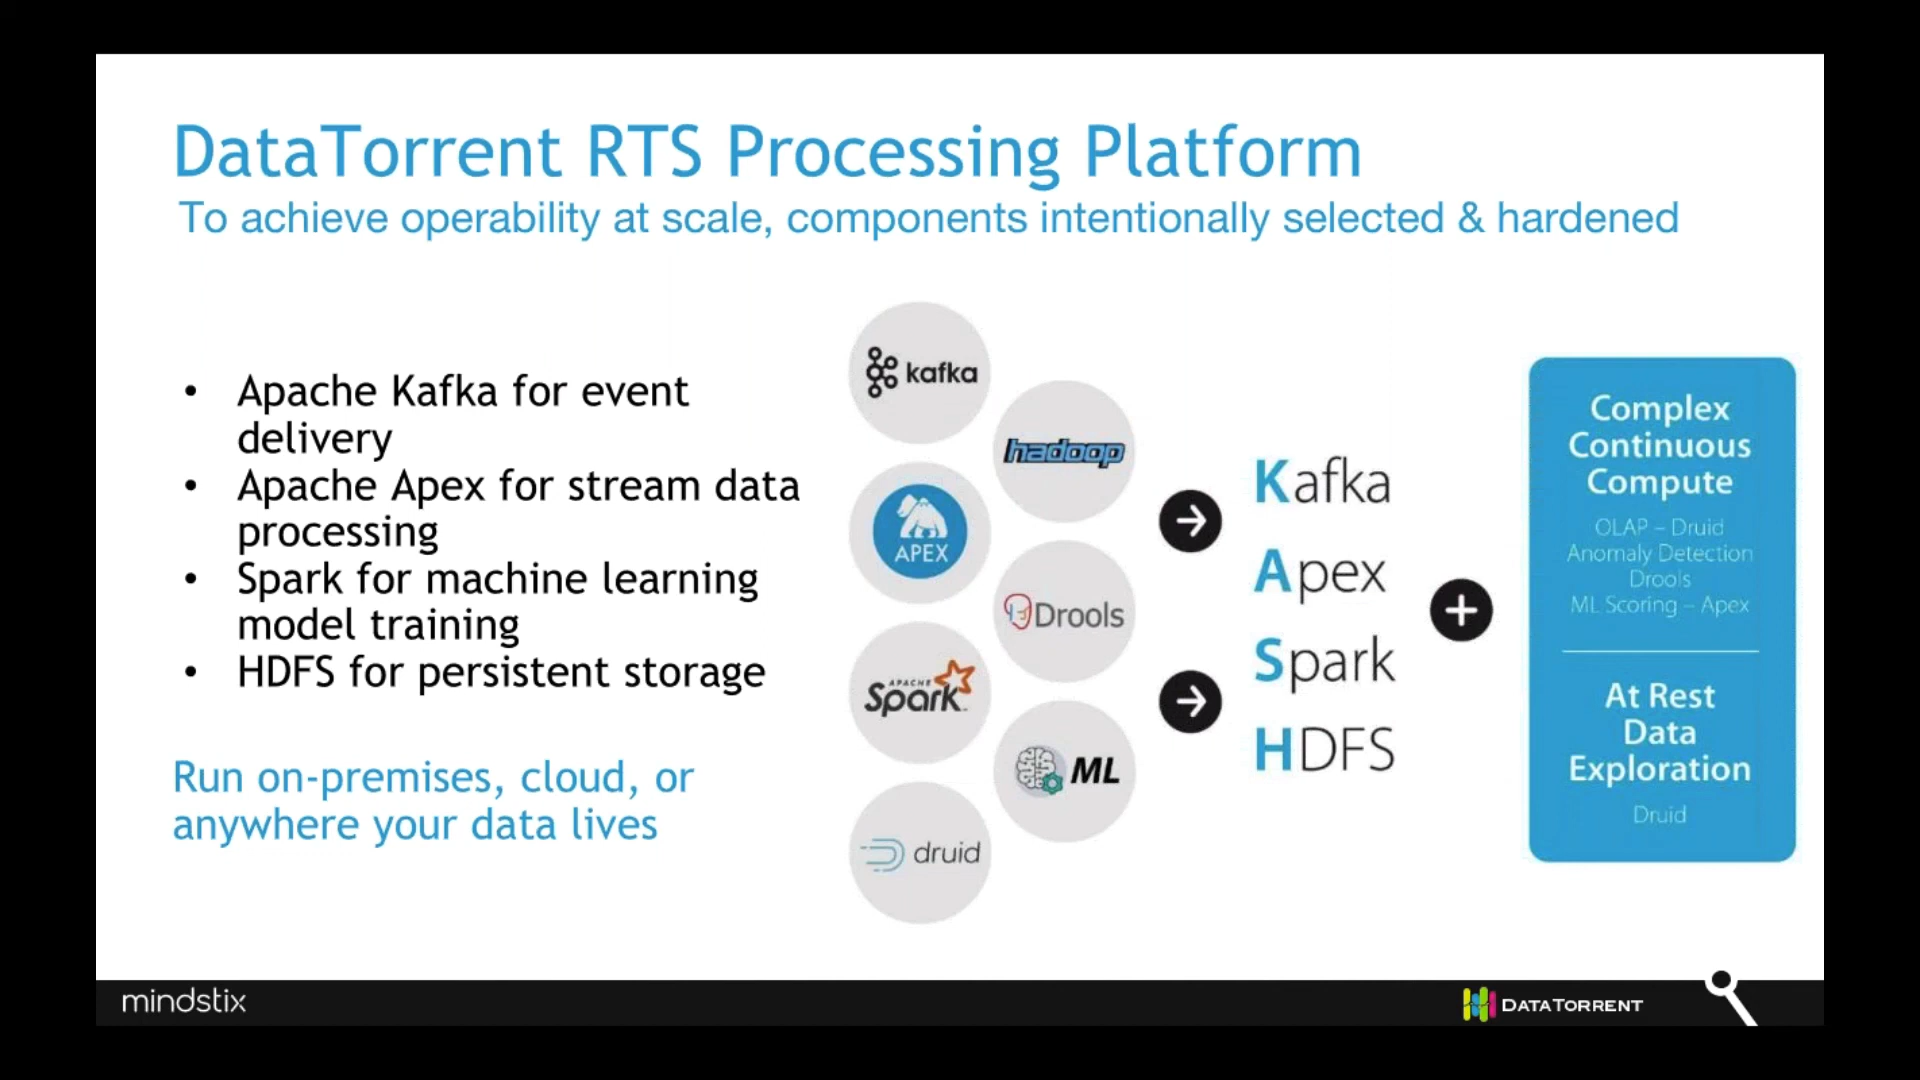 DataTorrent RTS Processing Platform
To achieve operability at scale, components intentionally selected & hardened
• Apache Kafka for event
delivery
• Apache Apex for stream data
processing
• Spark for machine learning
model training
• HDFS for persistent storage
Run on-premises, cloud, or
anywhere your data lives
kafka
hadoop
APEX
Drools
APACHE
Spark
ML
druid
Kafka
Apex
Spark
HDFS
Complex
Continuous
Compute
OLAP – Druid
Anomaly Detection
Drools
ML Scoring – Apex
At Rest
Data
Exploration
Druid
mindstix
DATATORRENT